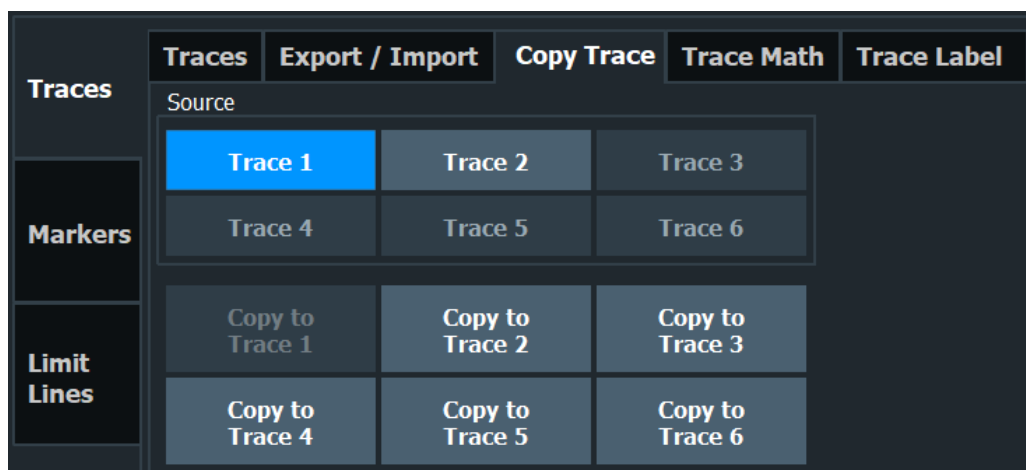 Traces
Export / Import
Copy Trace
Trace Math
Trace Label
Traces
Markers
Limit
Lines
Source
Trace 1
Trace 2
Trace 3
Trace 4
Trace 5
Trace 6
Copy to
Trace 1
Copy to
Trace 2
Copy to
Trace 3
Copy to
Trace 4
Copy to
Trace 5
Copy to
Trace 6